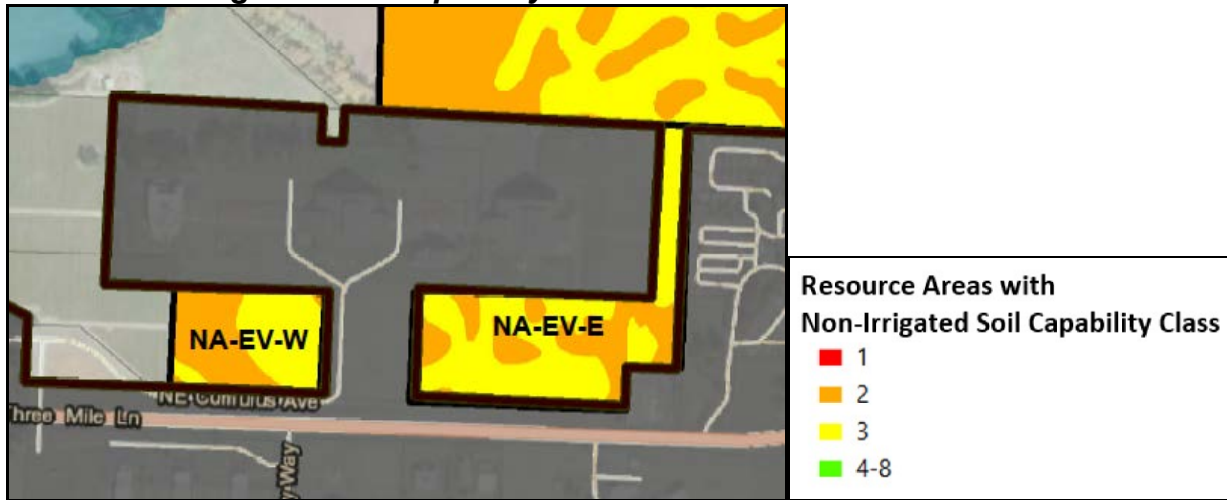 NA-EV-W
NA-EV-E
NE Cumulus Ave
Three Mile Ln
y Way
Resource Areas with
Non-Irrigated Soil Capability Class
1
2
3
4-8